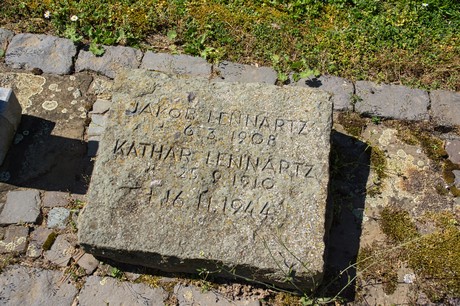 JAKOB LENNARTZ
* 6.3.1908
KATHAR. LENNARTZ
* 25.9.1910
† 16.11.1944